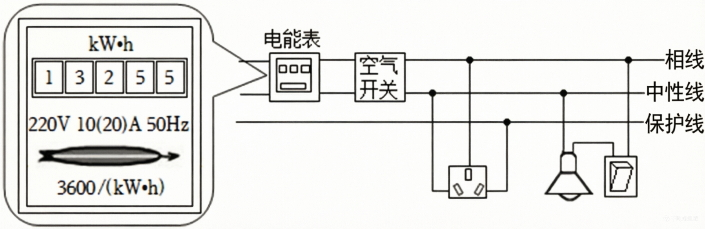 kW•h
1 3 2 5 5
220V 10(20)A 50Hz
3600/(kW•h)
电能表
空气
开关
相线
中性线
保护线